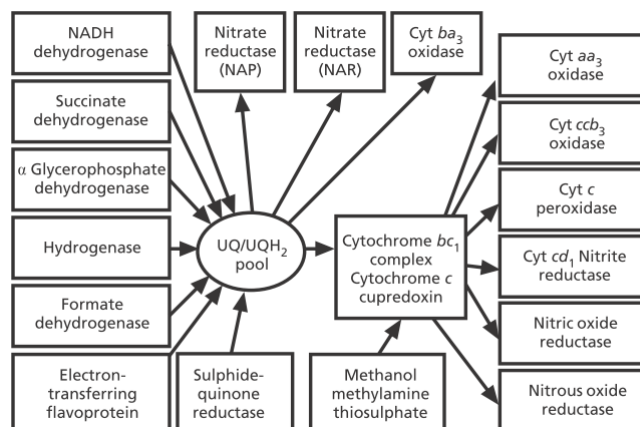 NADH
dehydrogenase
Succinate
dehydrogenase
α Glycerophosphate
dehydrogenase
Hydrogenase
Formate
dehydrogenase
Electron-
transferring
flavoprotein
Nitrate
reductase
(NAP)
Nitrate
reductase
(NAR)
Cyt ba₃
oxidase
UQ/UQH₂
pool
Sulphide-
quinone
reductase
Cytochrome bc₁
complex
Cytochrome c
cupredoxin
Methanol
methylamine
thiosulphate
Cyt aa₃
oxidase
Cyt ccb₃
oxidase
Cyt c
peroxidase
Cyt cd₁ Nitrite
reductase
Nitric oxide
reductase
Nitrous oxide
reductase